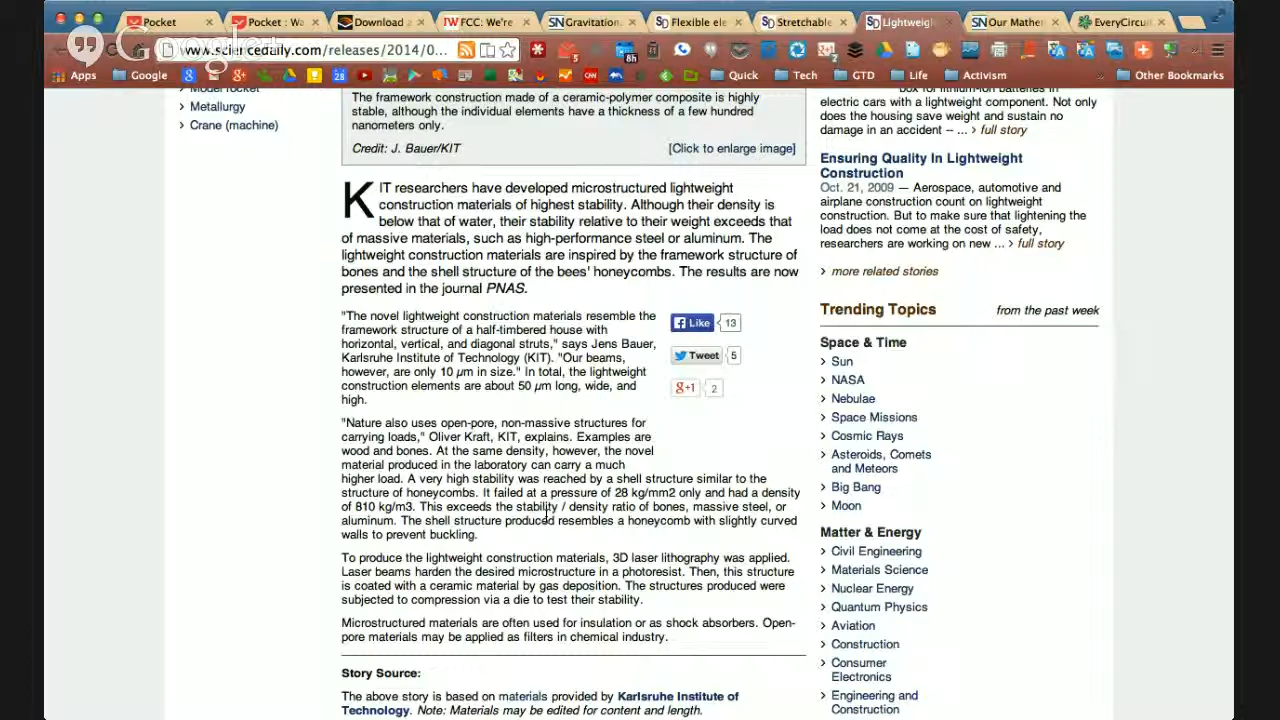 Pocket
Pocket : Wa
Download a
FCC: We're
Gravitation
Flexible ele
Stretchable
Lightweigh
Our Mather
EveryCircui
Google+
www.sciencedaily.com/releases/2014/0...
Apps
Google
Quick
Tech
GTD
Life
Activism
Other Bookmarks
Model rocket
Metallurgy
Crane (machine)
The framework construction made of a ceramic-polymer composite is highly
stable, although the individual elements have a thickness of a few hundred
nanometers only.
Credit: J. Bauer/KIT
[Click to enlarge image]
KIT researchers have developed microstructured lightweight
construction materials of highest stability. Although their density is
below that of water, their stability relative to their weight exceeds that
of massive materials, such as high-performance steel or aluminum. The
lightweight construction materials are inspired by the framework structure of
bones and the shell structure of the bees' honeycombs. The results are now
presented in the journal PNAS.
"The novel lightweight construction materials resemble the
framework structure of a half-timbered house with
horizontal, vertical, and diagonal struts," says Jens Bauer,
Karlsruhe Institute of Technology (KIT). "Our beams,
however, are only 10 µm in size." In total, the lightweight
construction elements are about 50 µm long, wide, and
high.
Like 13
Tweet 5
g+1 2
"Nature also uses open-pore, non-massive structures for
carrying loads," Oliver Kraft, KIT, explains. Examples are
wood and bones. At the same density, however, the novel
material produced in the laboratory can carry a much
higher load. A very high stability was reached by a shell structure similar to the
structure of honeycombs. It failed at a pressure of 28 kg/mm2 only and had a density
of 810 kg/m3. This exceeds the stability / density ratio of bones, massive steel, or
aluminum. The shell structure produced resembles a honeycomb with slightly curved
walls to prevent buckling.
To produce the lightweight construction materials, 3D laser lithography was applied.
Laser beams harden the desired microstructure in a photoresist. Then, this structure
is coated with a ceramic material by gas deposition. The structures produced were
subjected to compression via a die to test their stability.
Microstructured materials are often used for insulation or as shock absorbers. Open-
pore materials may be applied as filters in chemical industry.
Story Source:
The above story is based on materials provided by Karlsruhe Institute of
Technology. Note: Materials may be edited for content and length.
box for lithium-ion batteries in
electric cars with a lightweight component. Not only
does the housing save weight and sustain no
damage in an accident -- ... > full story
Ensuring Quality In Lightweight
Construction
Oct. 21, 2009 — Aerospace, automotive and
airplane construction count on lightweight
construction. But to make sure that lightening the
load does not come at the cost of safety,
researchers are working on new ... > full story
> more related stories
Trending Topics
from the past week
Space & Time
> Sun
> NASA
> Nebulae
> Space Missions
> Cosmic Rays
> Asteroids, Comets
and Meteors
> Big Bang
> Moon
Matter & Energy
> Civil Engineering
> Materials Science
> Nuclear Energy
> Quantum Physics
> Aviation
> Construction
> Consumer
Electronics
> Engineering and
Construction